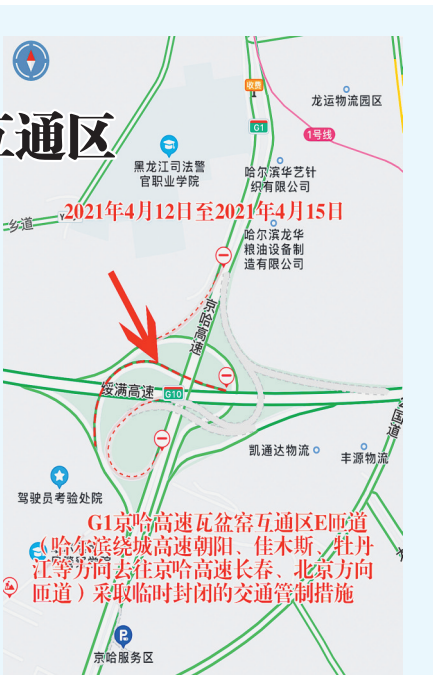 收费
G1
龙运物流园区
1号线
互通区
黑龙江司法警
官职业学院
哈尔滨华艺针
织有限公司
乡道
2021年4月12日至2021年4月15日
哈尔滨龙华
粮油设备制
造有限公司
京哈高速
绥满高速
G10
国道
凯通达物流
丰源物流
驾驶员考验处院
G1京哈高速瓦盆窑互通区E匝道
（哈尔滨绕城高速朝阳、佳木斯、牡丹
江等方向去往京哈高速长春、北京方向
匝道）采取临时封闭的交通管制措施
P
京哈服务区